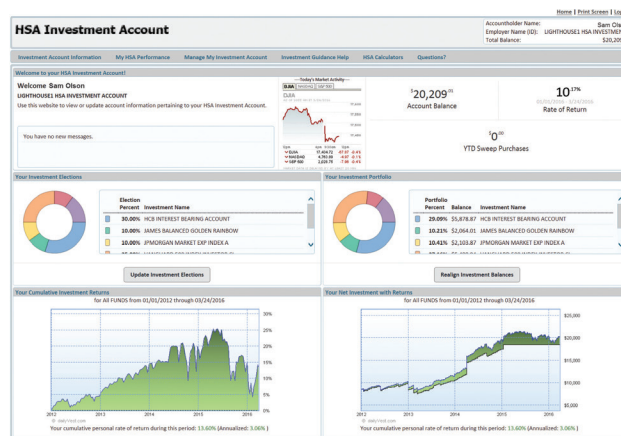 Home | Print Screen | Log
HSA Investment Account
Accountholder Name: Sam Olson
Employer Name (ID): LIGHTHOUSE1 HSA INVESTMEN
Total Balance: $20,209
Investment Account Information My HSA Performance Manage My Investment Account Investment Guidance Help HSA Calculators Questions?
Welcome to your HSA Investment Account!
Welcome Sam Olson
LIGHTHOUSE1 HSA INVESTMENT ACCOUNT
Use this website to view or update account information pertaining to your HSA Investment Account.
You have no new messages.
Today's Market Activity
DJIA NASDAQ S&P 500
DJIA
Account Balance
10.17%
Rate of Return
$0.00
YTD Sweep Purchases
Your Investment Elections
Election
Percent Investment Name
30.00% HCB INTEREST BEARING ACCOUNT
10.00% JAMES BALANCED GOLDEN RAINBOW
10.00% JPMORGAN MARKET EXP INDEX A
Update Investment Elections
Your Investment Portfolio
Portfolio
Percent Balance Investment Name
29.09% $5,878.87 HCB INTEREST BEARING ACCOUNT
10.21% $2,064.01 JAMES BALANCED GOLDEN RAINBOW
10.41% $2,103.87 JPMORGAN MARKET EXP INDEX A
Realign Investment Balances
Your Cumulative Investment Returns
for All FUNDS from 01/01/2012 through 03/24/2016
30%
25%
20%
15%
10%
5%
0%
2012 2013 2014 2015 2016
Your cumulative personal rate of return during this period: 13.60% (Annualized: 3.06% )
Your Net Investment with Returns
for All FUNDS from 01/01/2012 through 03/24/2016
$25,000
$20,000
$15,000
$10,000
$5,000
2012 2013 2014 2015 2016
Your cumulative personal rate of return during this period: 13.60% (Annualized: 3.06% )